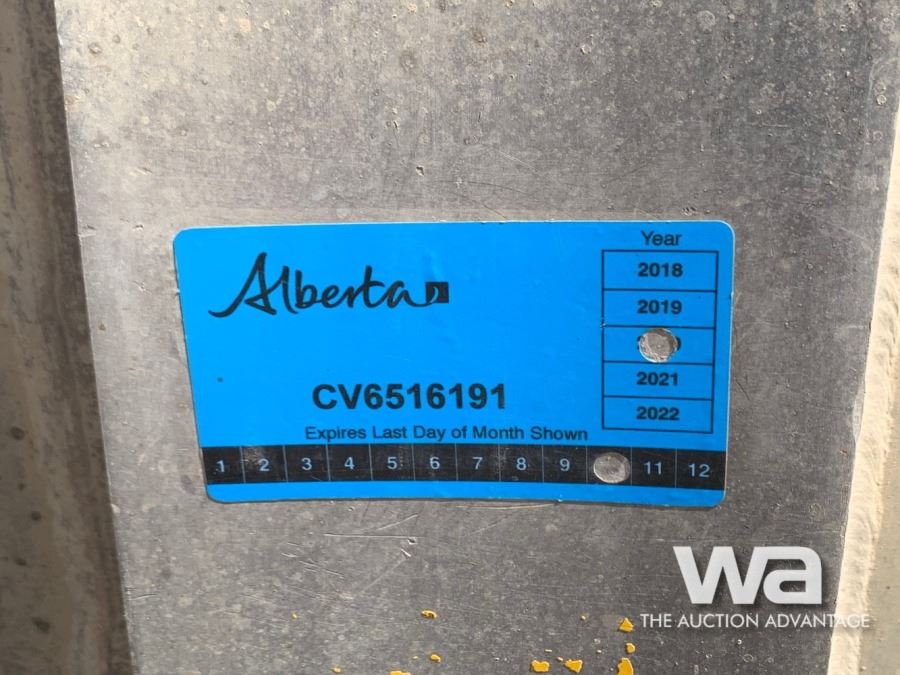 Alberta
Year
2018
2019
2021
2022
CV6516191
Expires Last Day of Month Shown
1 2 3 4 5 6 7 8 9 11 12
wa
THE AUCTION ADVANTAGE